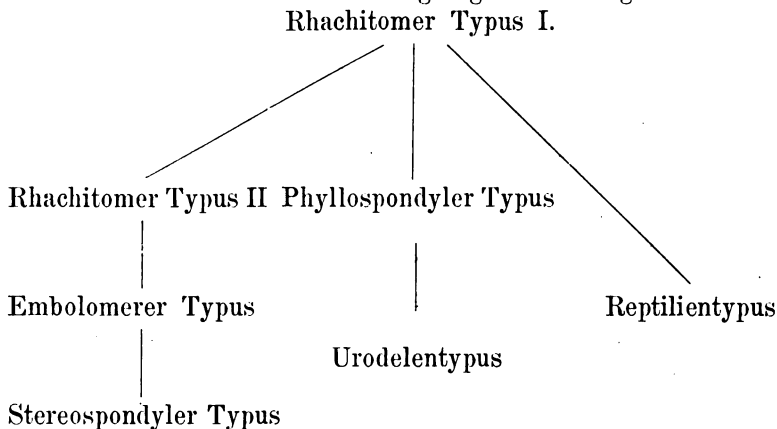 Rhachitomer Typus I.
Rhachitomer Typus II Phyllospondyler Typus
Embolomerer Typus Reptilientypus
Urodelentypus
Stereospondyler Typus